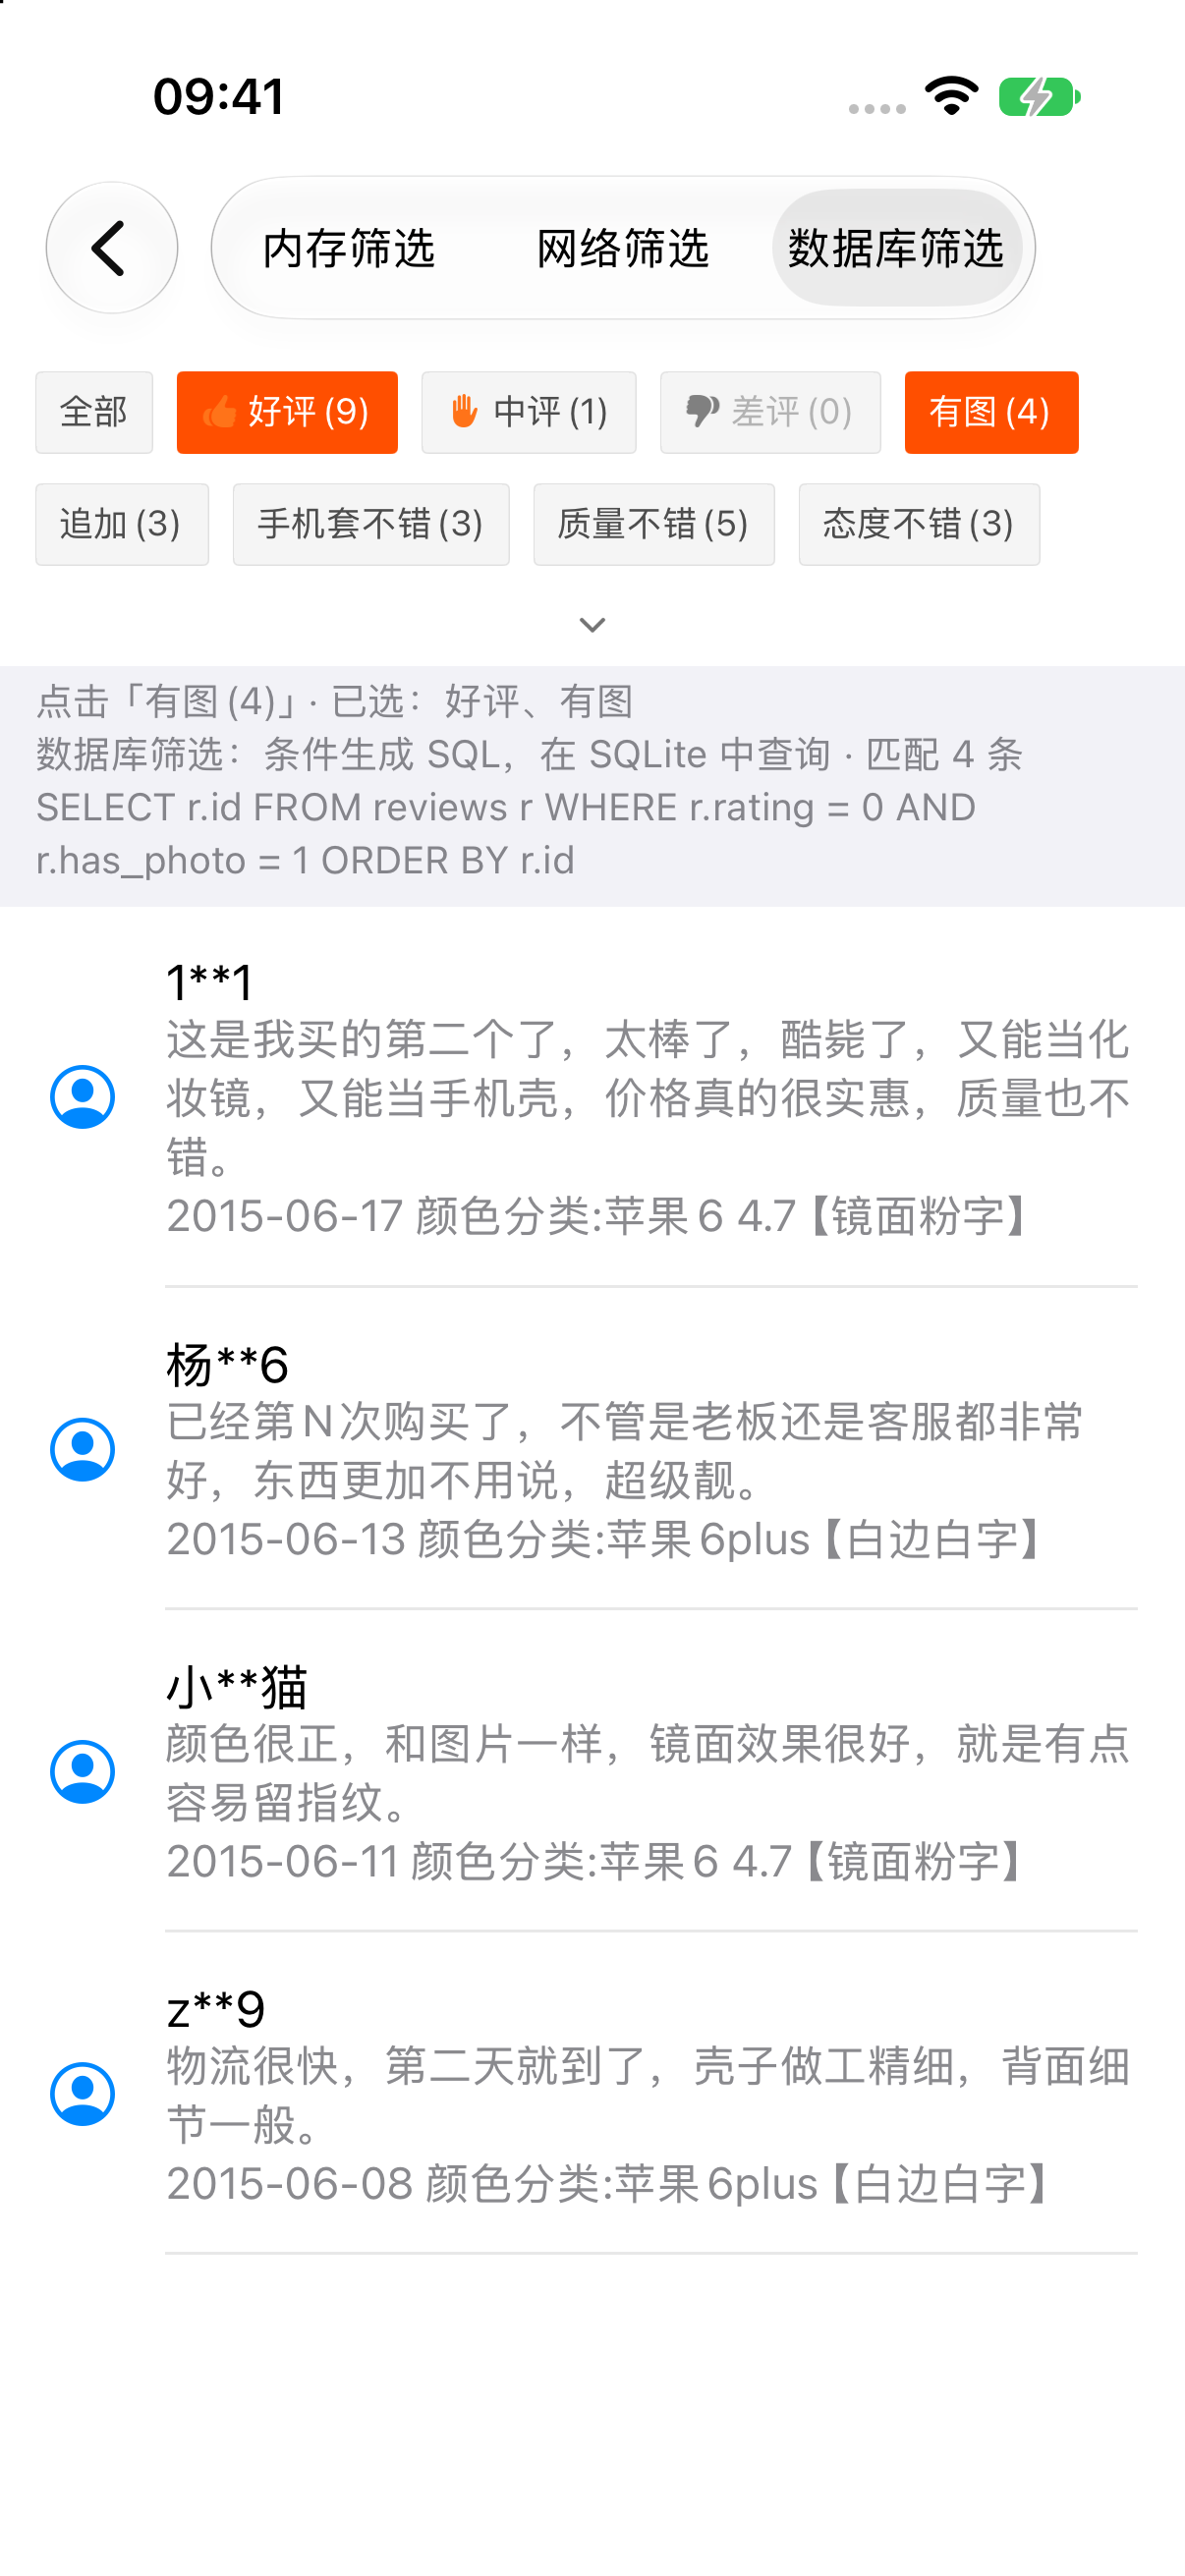 09:41
内存筛选 网络筛选 数据库筛选
全部 好评 (9) 中评 (1) 差评 (0) 有图 (4)
追加 (3) 手机套不错 (3) 质量不错 (5) 态度不错 (3)
点击「有图 (4)」· 已选：好评、有图
数据库筛选：条件生成 SQL，在 SQLite 中查询 · 匹配 4 条
SELECT r.id FROM reviews r WHERE r.rating = 0 AND
r.has_photo = 1 ORDER BY r.id
1**1
这是我买的第二个了，太棒了，酷毙了，又能当化
妆镜，又能当手机壳，价格真的很实惠，质量也不
错。
2015-06-17 颜色分类:苹果 6 4.7【镜面粉字】
杨**6
已经第 N 次购买了，不管是老板还是客服都非常
好，东西更加不用说，超级靓。
2015-06-13 颜色分类:苹果 6plus【白边白字】
小**猫
颜色很正，和图片一样，镜面效果很好，就是有点
容易留指纹。
2015-06-11 颜色分类:苹果 6 4.7【镜面粉字】
z**9
物流很快，第二天就到了，壳子做工精细，背面细
节一般。
2015-06-08 颜色分类:苹果 6plus【白边白字】